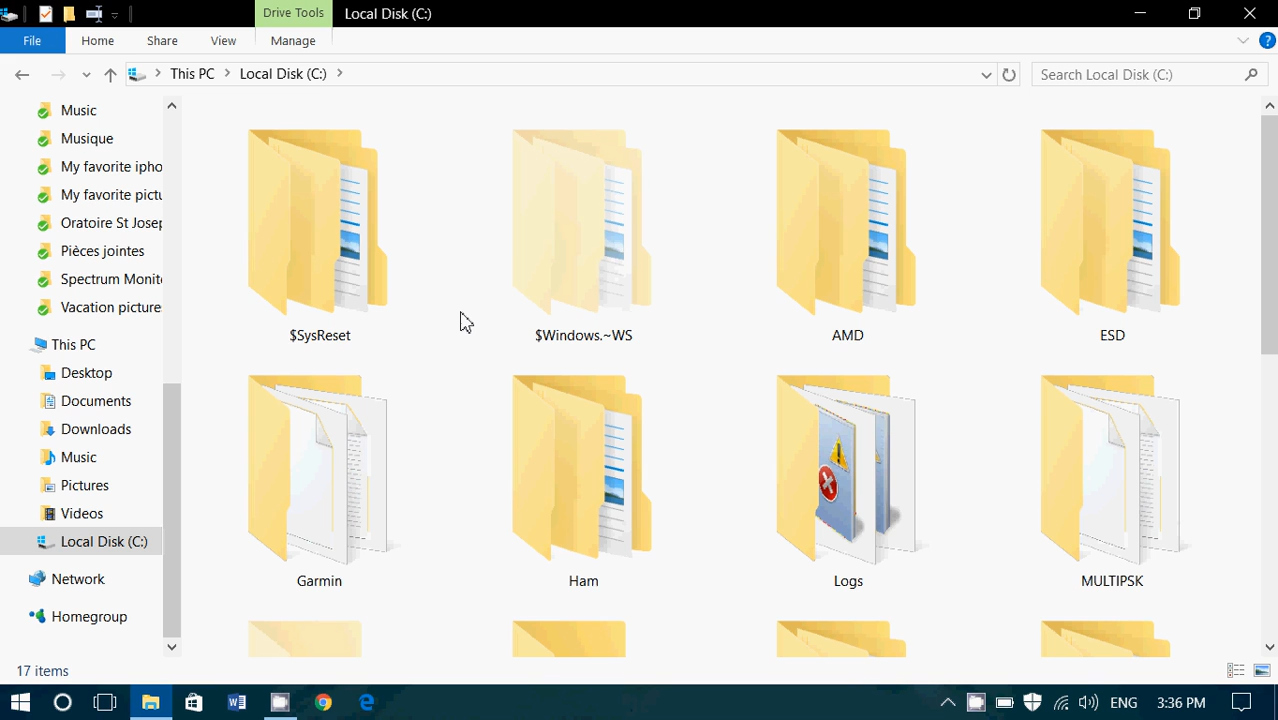 Drive Tools
Local Disk (C:)
File
Home
Share
View
Manage
This PC
Local Disk (C:)
Search Local Disk (C:)
Music
Musique
My favorite ipho
My favorite pictu
Oratoire St Josep
Pièces jointes
Spectrum Monit
Vacation picture
This PC
Desktop
Documents
Downloads
Music
Pictures
Videos
Local Disk (C:)
Network
Homegroup
$SysReset
$Windows.~WS
AMD
ESD
Garmin
Ham
Logs
MULTIPSK
17 items
ENG
3:36 PM